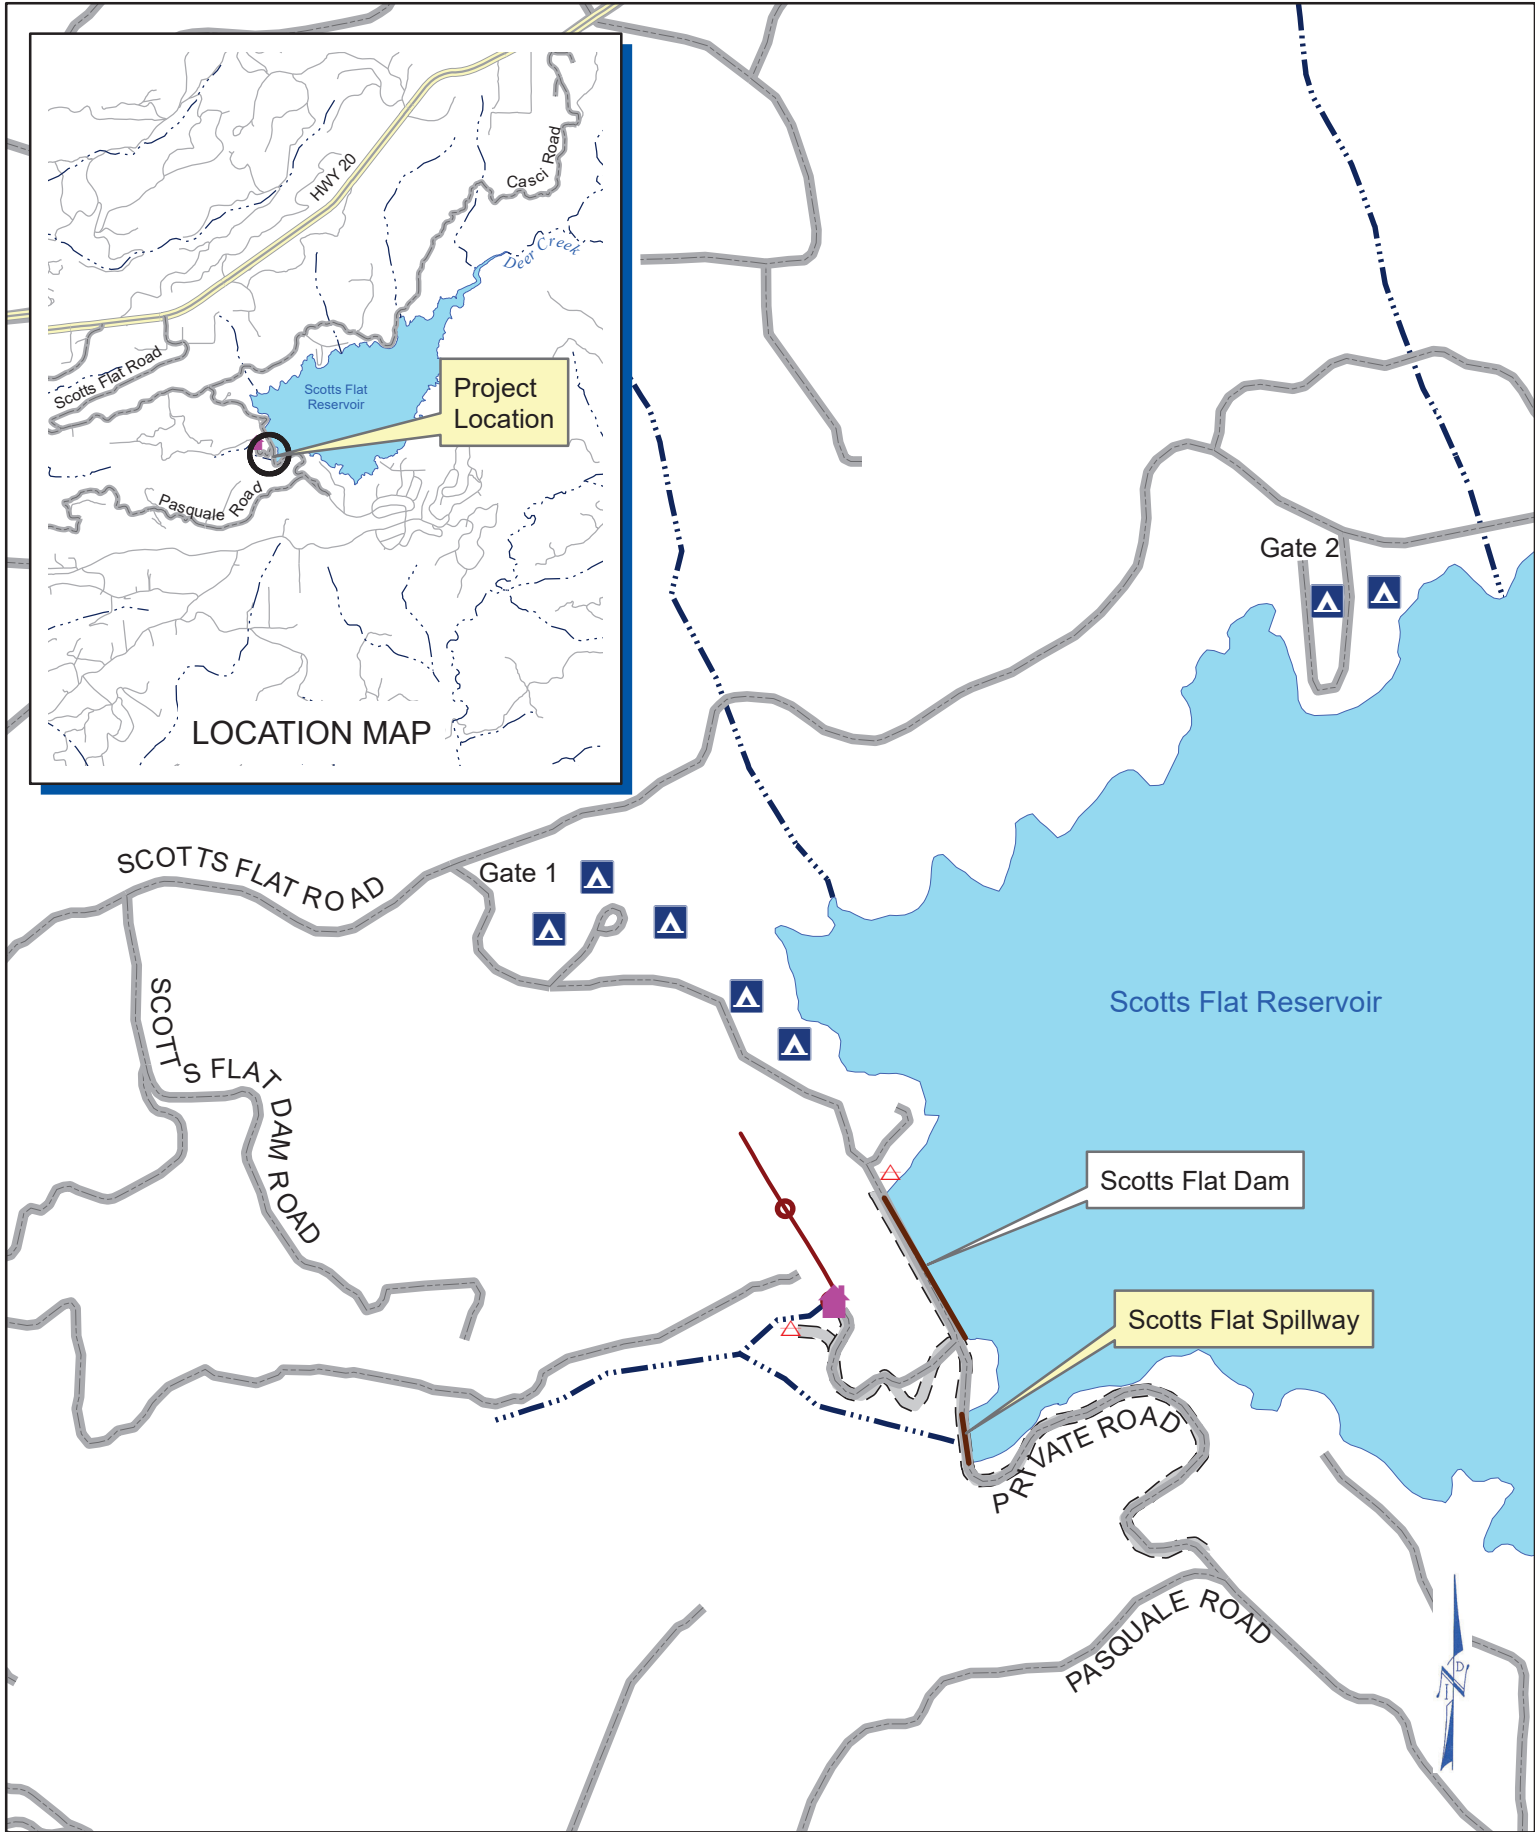 HWY 20
Casci Road
Deer Creek
Scotts Flat Road
Scotts Flat
Reservoir
Project
Location
Pasquale Road
LOCATION MAP
Gate 2
SCOTTS FLAT ROAD
Gate 1
SCOTTS FLAT DAM ROAD
Scotts Flat Reservoir
Scotts Flat Dam
Scotts Flat Spillway
PRIVATE ROAD
PASQUALE ROAD
N
I
D